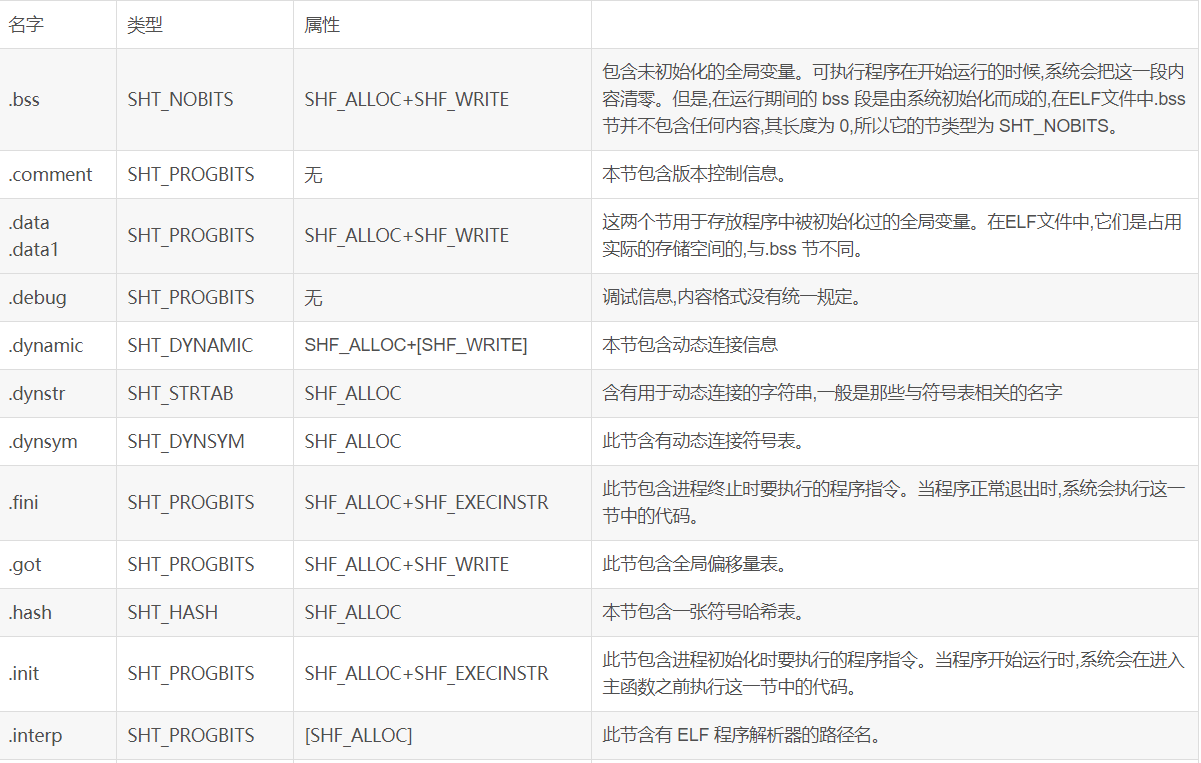 名字 类型 属性
.bss SHT_NOBITS SHF_ALLOC+SHF_WRITE 包含未初始化的全局变量。可执行程序在开始运行的时候,系统会把这一段内
容清零。但是,在运行期间的 bss 段是由系统初始化而成的,在ELF文件中.bss
节并不包含任何内容,其长度为 0,所以它的节类型为 SHT_NOBITS。
.comment SHT_PROGBITS 无 本节包含版本控制信息。
.data
.data1 SHT_PROGBITS SHF_ALLOC+SHF_WRITE 这两个节用于存放程序中被初始化过的全局变量。在ELF文件中,它们是占用
实际的存储空间的,与.bss 节不同。
.debug SHT_PROGBITS 无 调试信息,内容格式没有统一规定。
.dynamic SHT_DYNAMIC SHF_ALLOC+[SHF_WRITE] 本节包含动态连接信息
.dynstr SHT_STRTAB SHF_ALLOC 含有用于动态连接的字符串,一般是那些与符号表相关的名字
.dynsym SHT_DYNSYM SHF_ALLOC 此节含有动态连接符号表。
.fini SHT_PROGBITS SHF_ALLOC+SHF_EXECINSTR 此节包含进程终止时要执行的程序指令。当程序正常退出时,系统会执行这一
节中的代码。
.got SHT_PROGBITS SHF_ALLOC+SHF_WRITE 此节包含全局偏移量表。
.hash SHT_HASH SHF_ALLOC 本节包含一张符号哈希表。
.init SHT_PROGBITS SHF_ALLOC+SHF_EXECINSTR 此节包含进程初始化时要执行的程序指令。当程序开始运行时,系统会在进入
主函数之前执行这一节中的代码。
.interp SHT_PROGBITS [SHF_ALLOC] 此节含有 ELF 程序解析器的路径名。